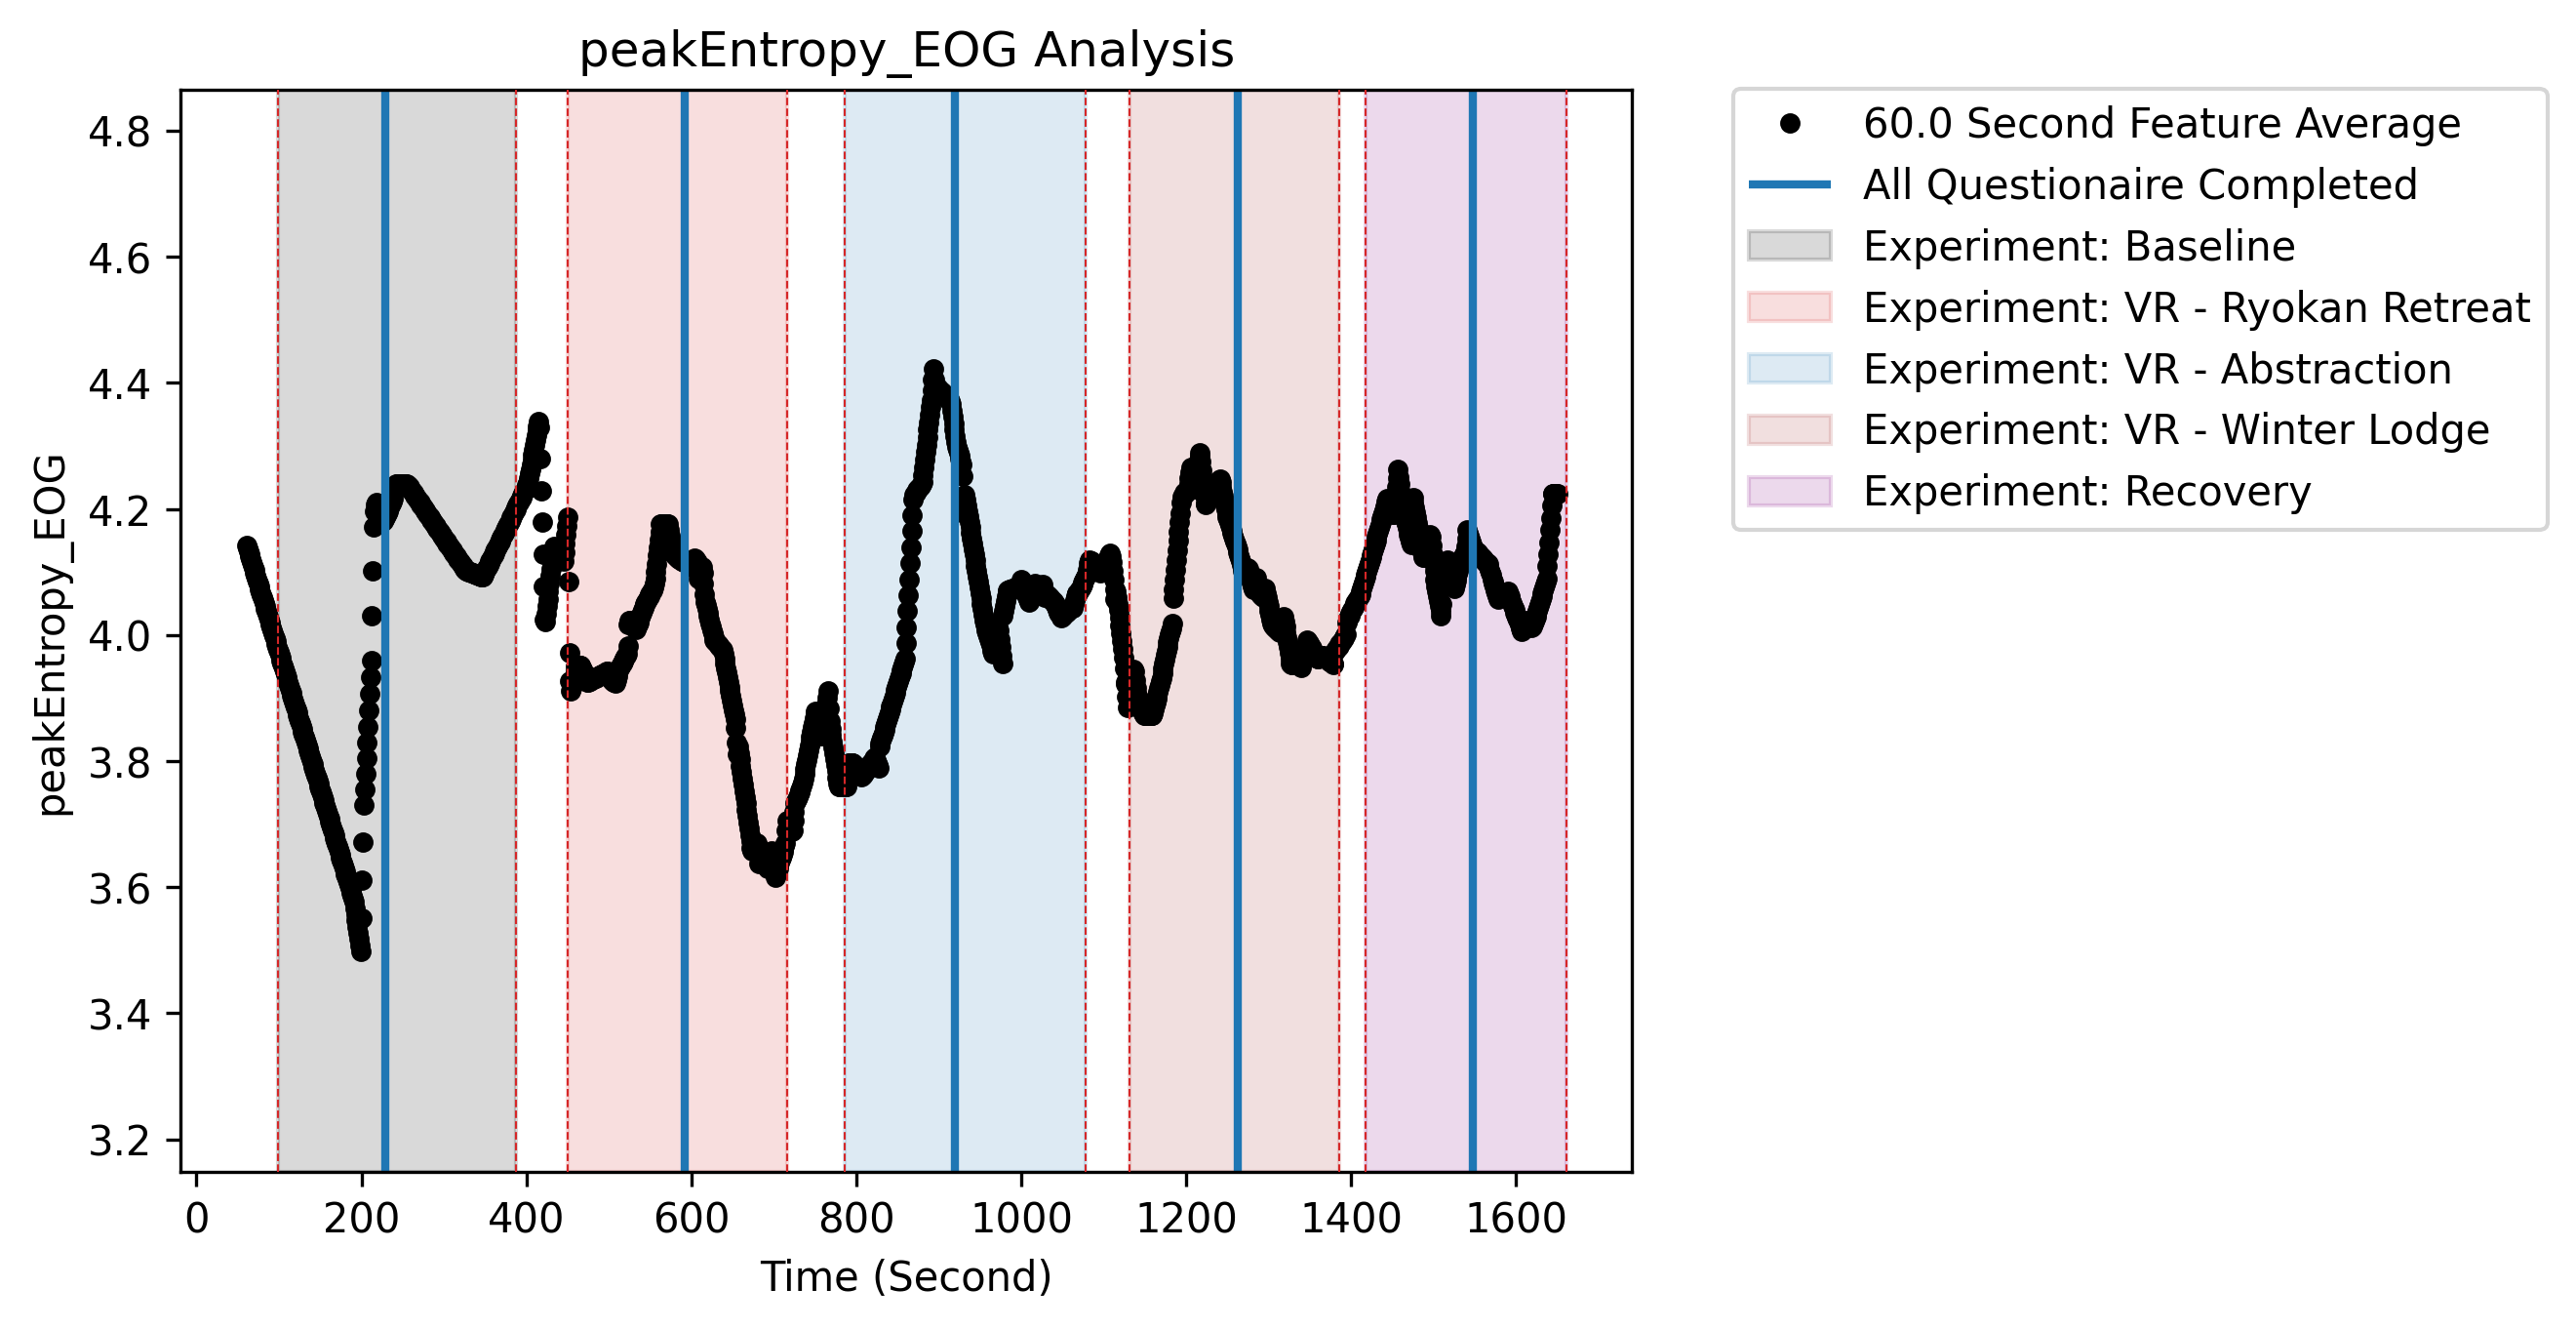 peakEntropy_EOG Analysis
peakEntropy_EOG
4.8
4.6
4.4
4.2
4.0
3.8
3.6
3.4
3.2
0 200 400 600 800 1000 1200 1400 1600
Time (Second)
60.0 Second Feature Average
All Questionaire Completed
Experiment: Baseline
Experiment: VR - Ryokan Retreat
Experiment: VR - Abstraction
Experiment: VR - Winter Lodge
Experiment: Recovery